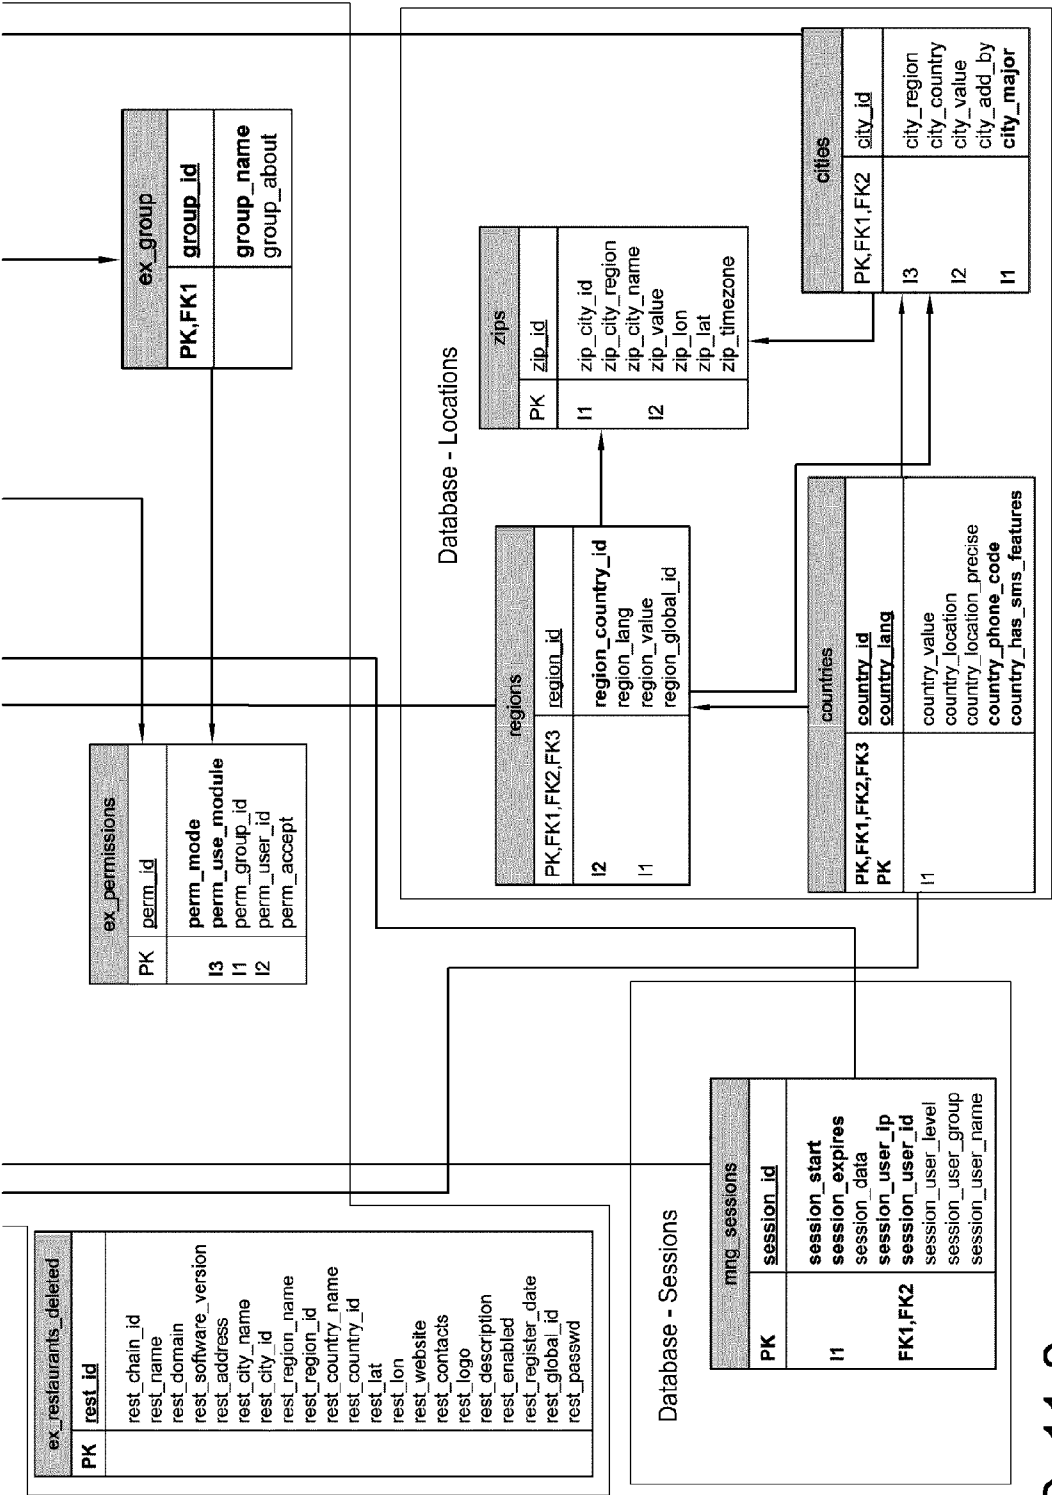 ex_restaurants_deleted
PK rest_id
rest_chain_id
rest_name
rest_domain
rest_software_version
rest_address
rest_city_name
rest_city_id
rest_region_name
rest_region_id
rest_country_name
rest_country_id
rest_lat
rest_lon
rest_website
rest_contacts
rest_logo
rest_description
rest_enabled
rest_register_date
rest_global_id
rest_passwd
ex_permissions
PK perm_id
perm_mode
I3 perm_use_module
I1 perm_group_id
I2 perm_user_id
perm_accept
ex_group
PK,FK1 group_id
group_name
group_about
Database - Sessions
mng_sessions
PK session_id
session_start
I1 session_expires
session_data
session_user_ip
FK1,FK2 session_user_id
session_user_level
session_user_group
session_user_name
Database - Locations
regions
PK,FK1,FK2,FK3 region_id
I2 region_country_id
region_lang
I1 region_value
region_global_id
zips
PK zip_id
I1 zip_city_id
zip_city_region
zip_city_name
I2 zip_value
zip_lon
zip_lat
zip_timezone
countries
PK,FK1,FK2,FK3 country_id
PK country_lang
I1 country_value
country_location
country_location_precise
country_phone_code
country_has_sms_features
cities
PK,FK1,FK2 city_id
I3 city_region
city_country
I2 city_value
city_add_by
I1 city_major